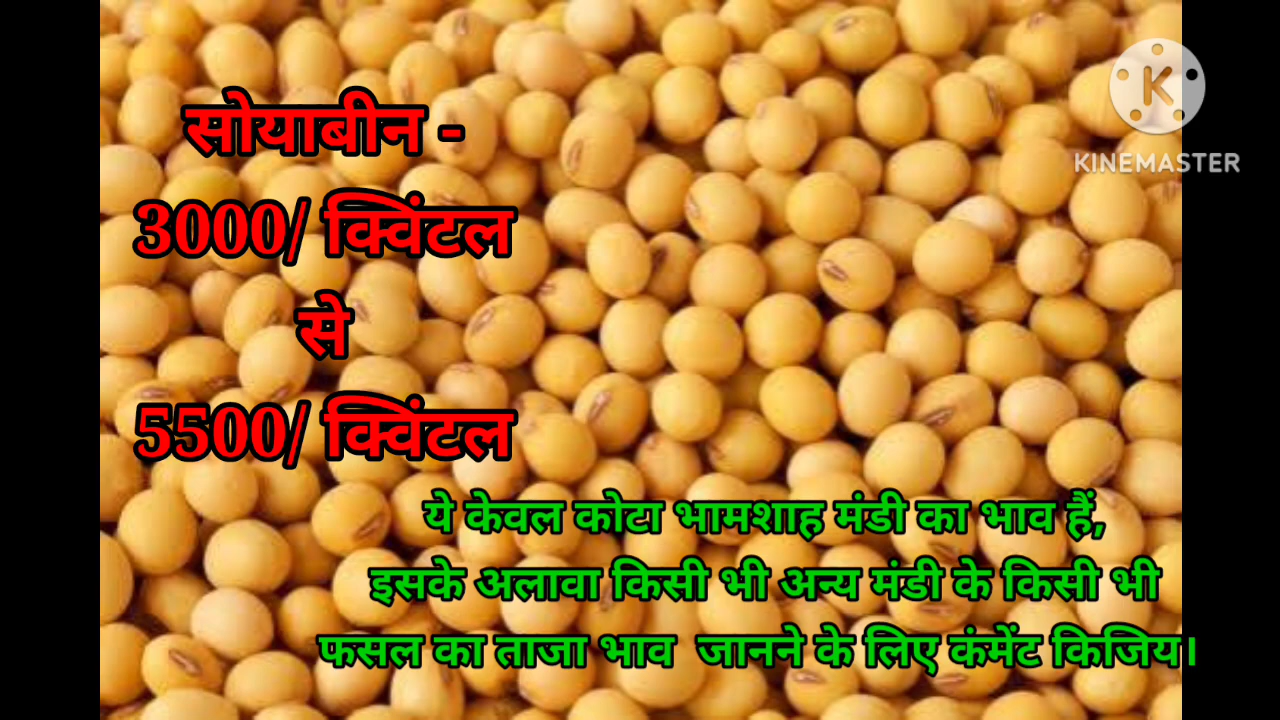 सोयाबीन -
3000/ क्विंटल
से
5500/ क्विंटल
ये केवल कोटा भामशाह मंडी का भाव हैं,
इसके अलावा किसी भी अन्य मंडी के किसी भी
फसल का ताजा भाव जानने के लिए कंमेंट किजिय।
K
KINEMASTER